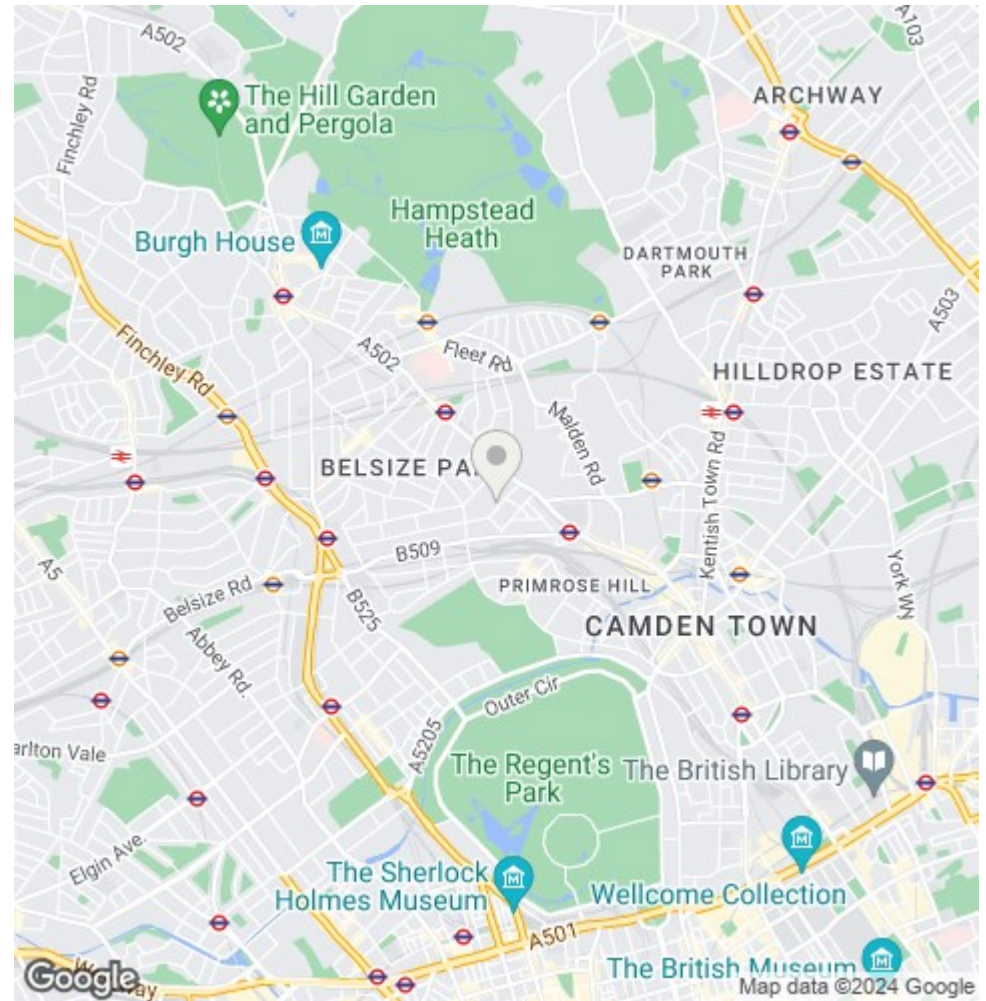 A502
A103
The Hill Garden
and Pergola
ARCHWAY
Finchley Rd
Hampstead
Heath
Burgh House
DARTMOUTH
PARK
A503
A502
Fleet Rd
Finchley Rd
HILLDROP ESTATE
Malden Rd
BELSIZE PA
Kentish Town Rd
B509
A5
PRIMROSE HILL
York Wy
Belsize Rd
B525
CAMDEN TOWN
Abbey Rd.
Outer Cir
A5205
arlton Vale
The Regent's
Park
The British Library
Elgin Ave.
The Sherlock
Holmes Museum
Wellcome Collection
A501
The British Museum
Google
Map data ©2024 Google